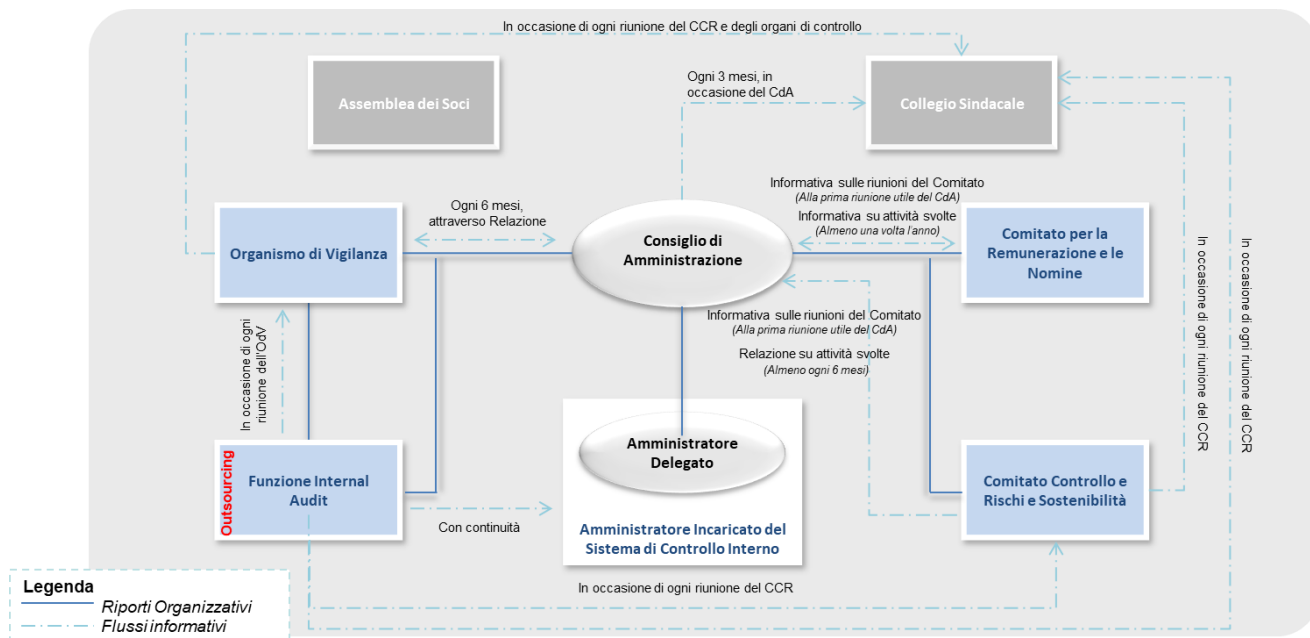 In occasione di ogni riunione del CCR e degli organi di controllo
Assemblea dei Soci
Ogni 3 mesi, in
occasione del CdA
Collegio Sindacale
Organismo di Vigilanza
Ogni 6 mesi,
attraverso Relazione
Consiglio di
Amministrazione
Informativa sulle riunioni del Comitato
(Alla prima riunione utile del CdA)
Informativa su attività svolte
(Almeno una volta l'anno)
Comitato per la
Remunerazione e le
Nomine
In occasione di ogni riunione del CCR
In occasione di ogni riunione del CCR
In occasione di ogni
riunione dell'OdV
Informativa sulle riunioni del Comitato
(Alla prima riunione utile del CdA)
Relazione su attività svolte
(Almeno ogni 6 mesi)
Outsourcing
Funzione Internal
Audit
Con continuità
Amministratore
Delegato
Amministratore Incaricato del
Sistema di Controllo Interno
Comitato Controllo e
Rischi e Sostenibilità
In occasione di ogni riunione del CCR
Legenda
Riporti Organizzativi
Flussi informativi